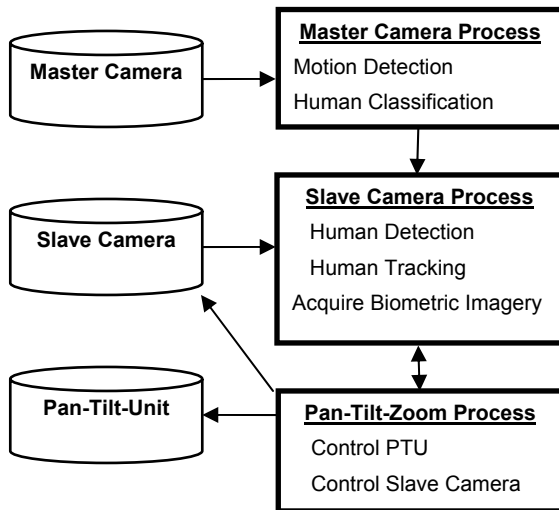 Master Camera
Master Camera Process
Motion Detection
Human Classification
Slave Camera
Slave Camera Process
Human Detection
Human Tracking
Acquire Biometric Imagery
Pan-Tilt-Unit
Pan-Tilt-Zoom Process
Control PTU
Control Slave Camera